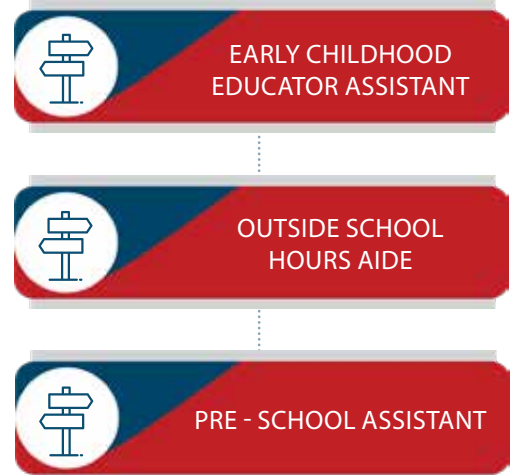 EARLY CHILDHOOD
EDUCATOR ASSISTANT
OUTSIDE SCHOOL
HOURS AIDE
PRE - SCHOOL ASSISTANT